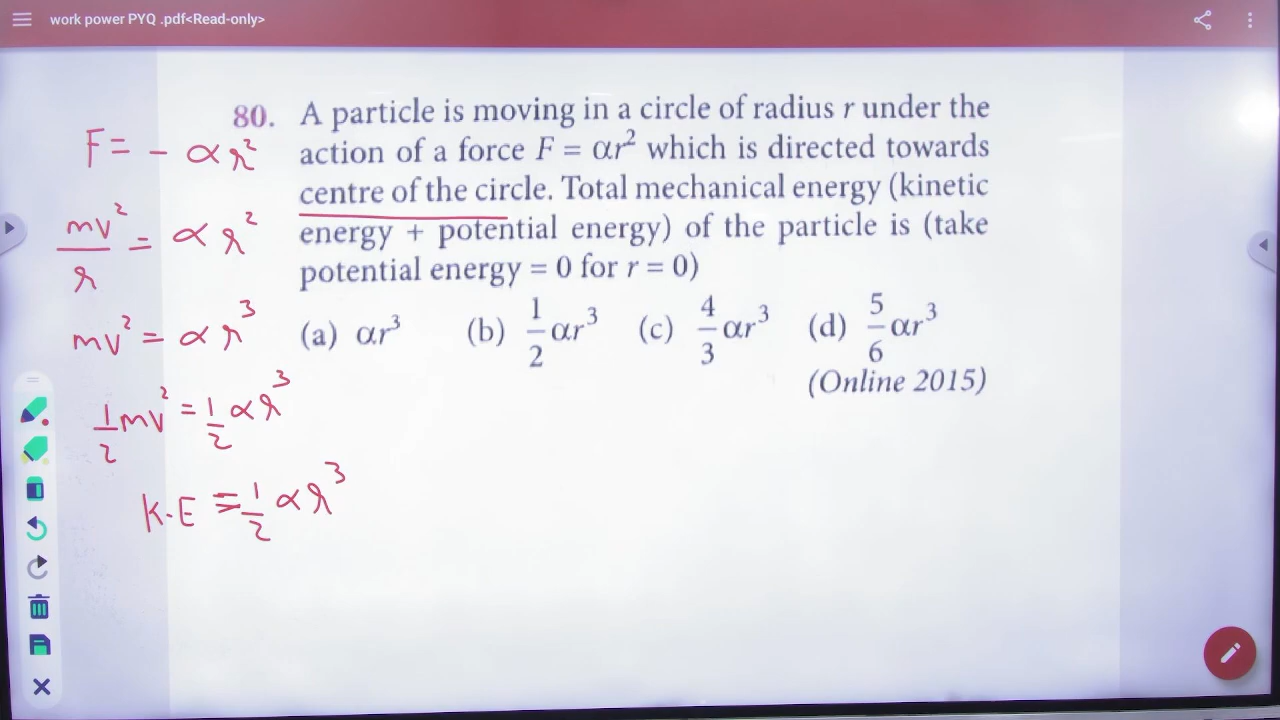 work power PYQ .pdf<Read-only>
80. A particle is moving in a circle of radius r under the
action of a force F = αr² which is directed towards
centre of the circle. Total mechanical energy (kinetic
energy + potential energy) of the particle is (take
potential energy = 0 for r = 0)
(a) αr³ (b) 1/2 αr³ (c) 4/3 αr³ (d) 5/6 αr³
(Online 2015)
F = - αr²
mv²/r = αr²
mv² = αr³
1/2 mv² = 1/2 αr³
K.E = 1/2 αr³